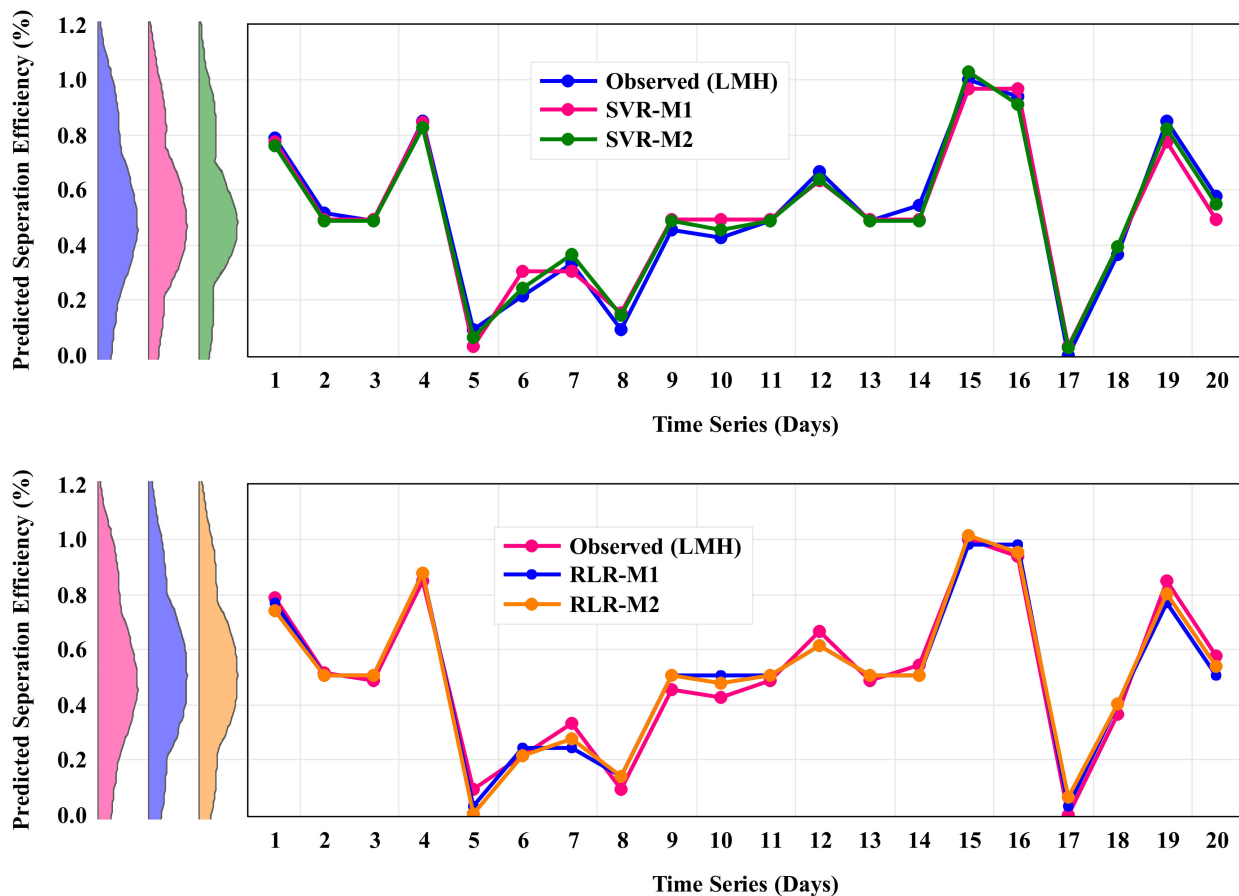 Predicted Seperation Efficiency (%)
1.2
1.0
0.8
0.6
0.4
0.2
0.0
Observed (LMH)
SVR-M1
SVR-M2
1 2 3 4 5 6 7 8 9 10 11 12 13 14 15 16 17 18 19 20
Time Series (Days)
Predicted Seperation Efficiency (%)
1.2
1.0
0.8
0.6
0.4
0.2
0.0
Observed (LMH)
RLR-M1
RLR-M2
1 2 3 4 5 6 7 8 9 10 11 12 13 14 15 16 17 18 19 20
Time Series (Days)